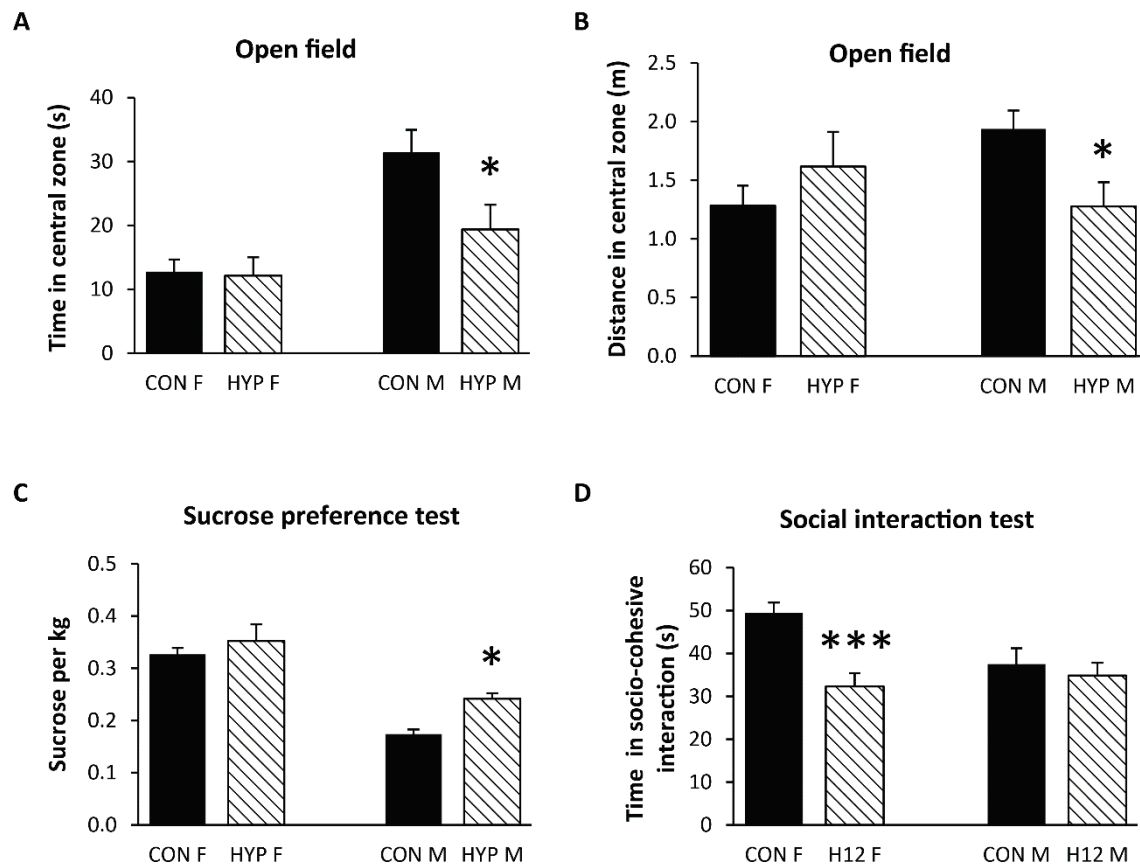 A
Open field
Time in central zone (s)
40
30
20
10
0
*
CON F HYP F CON M HYP M
B
Open field
Distance in central zone (m)
2.5
2.0
1.5
1.0
0.5
0.0
*
CON F HYP F CON M HYP M
C
Sucrose preference test
Sucrose per kg
0.5
0.4
0.3
0.2
0.1
0.0
*
CON F HYP F CON M HYP M
D
Social interaction test
Time in socio-cohesive
interaction (s)
60
50
40
30
20
10
0
***
CON F H12 F CON M H12 M